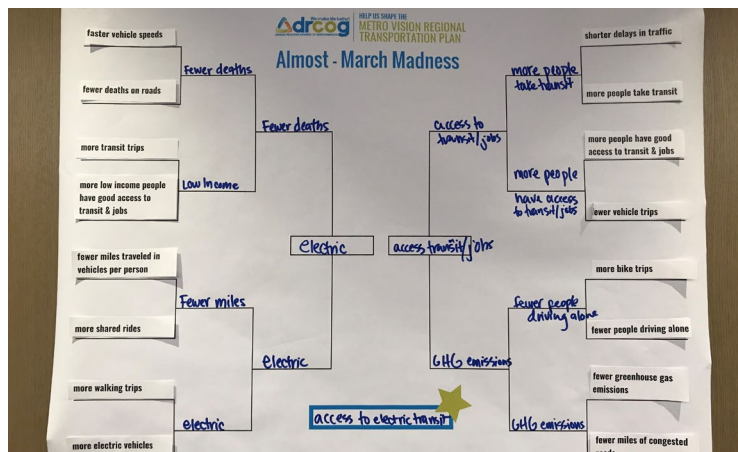 We make life better!
drcog
HELP US SHAPE THE
METRO VISION REGIONAL
TRANSPORTATION PLAN
Almost - March Madness
faster vehicle speeds
Fewer deaths
fewer deaths on roads
Fewer deaths
more transit trips
Low Income
more low income people
have good access to
transit & jobs
electric
fewer miles traveled in
vehicles per person
Fewer miles
more shared rides
electric
more walking trips
electric
more electric vehicles
shorter delays in traffic
more people
take transit
more people take transit
access to
transit/jobs
more people have good
access to transit & jobs
more people
have access
to transit/jobs
fewer vehicle trips
access transit/jobs
more bike trips
fewer people
driving alone
fewer people driving alone
GHG emissions
fewer greenhouse gas
emissions
GHG emissions
fewer miles of congested
access to electric transit